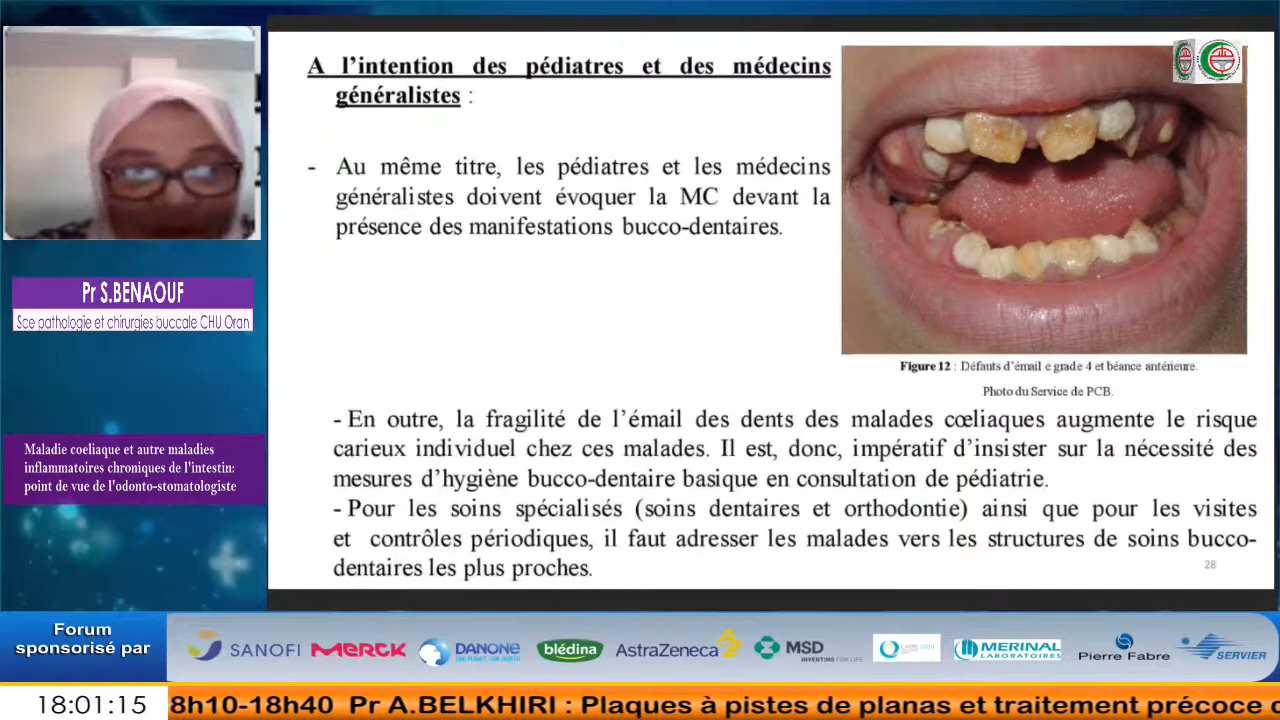 A l'intention des pédiatres et des médecins
généralistes :
- Au même titre, les pédiatres et les médecins
généralistes doivent évoquer la MC devant la
présence des manifestations bucco-dentaires.
Figure 12 : Défauts d'émail e grade 4 et béance antérieure.
Photo du Service de PCB.
- En outre, la fragilité de l'émail des dents des malades cœliaques augmente le risque
carieux individuel chez ces malades. Il est, donc, impératif d'insister sur la nécessité des
mesures d'hygiène bucco-dentaire basique en consultation de pédiatrie.
- Pour les soins spécialisés (soins dentaires et orthodontie) ainsi que pour les visites
et contrôles périodiques, il faut adresser les malades vers les structures de soins bucco-
dentaires les plus proches.
28
Pr S.BENAOUF
Sce pathologie et chirurgies buccale CHU Oran
Maladie coeliaque et autre maladies
inflammatoires chroniques de l'intestin:
point de vue de l'odonto-stomatologiste
Forum
sponsorisé par
SANOFI
MERCK
DANONE
blédina
AstraZeneca
MSD
INVENTING FOR LIFE
MERINAL
LABORATOIRES
Pierre Fabre
SERVIER
18:01:15
8h10-18h40 Pr A.BELKHIRI : Plaques à pistes de planas et traitement précoce